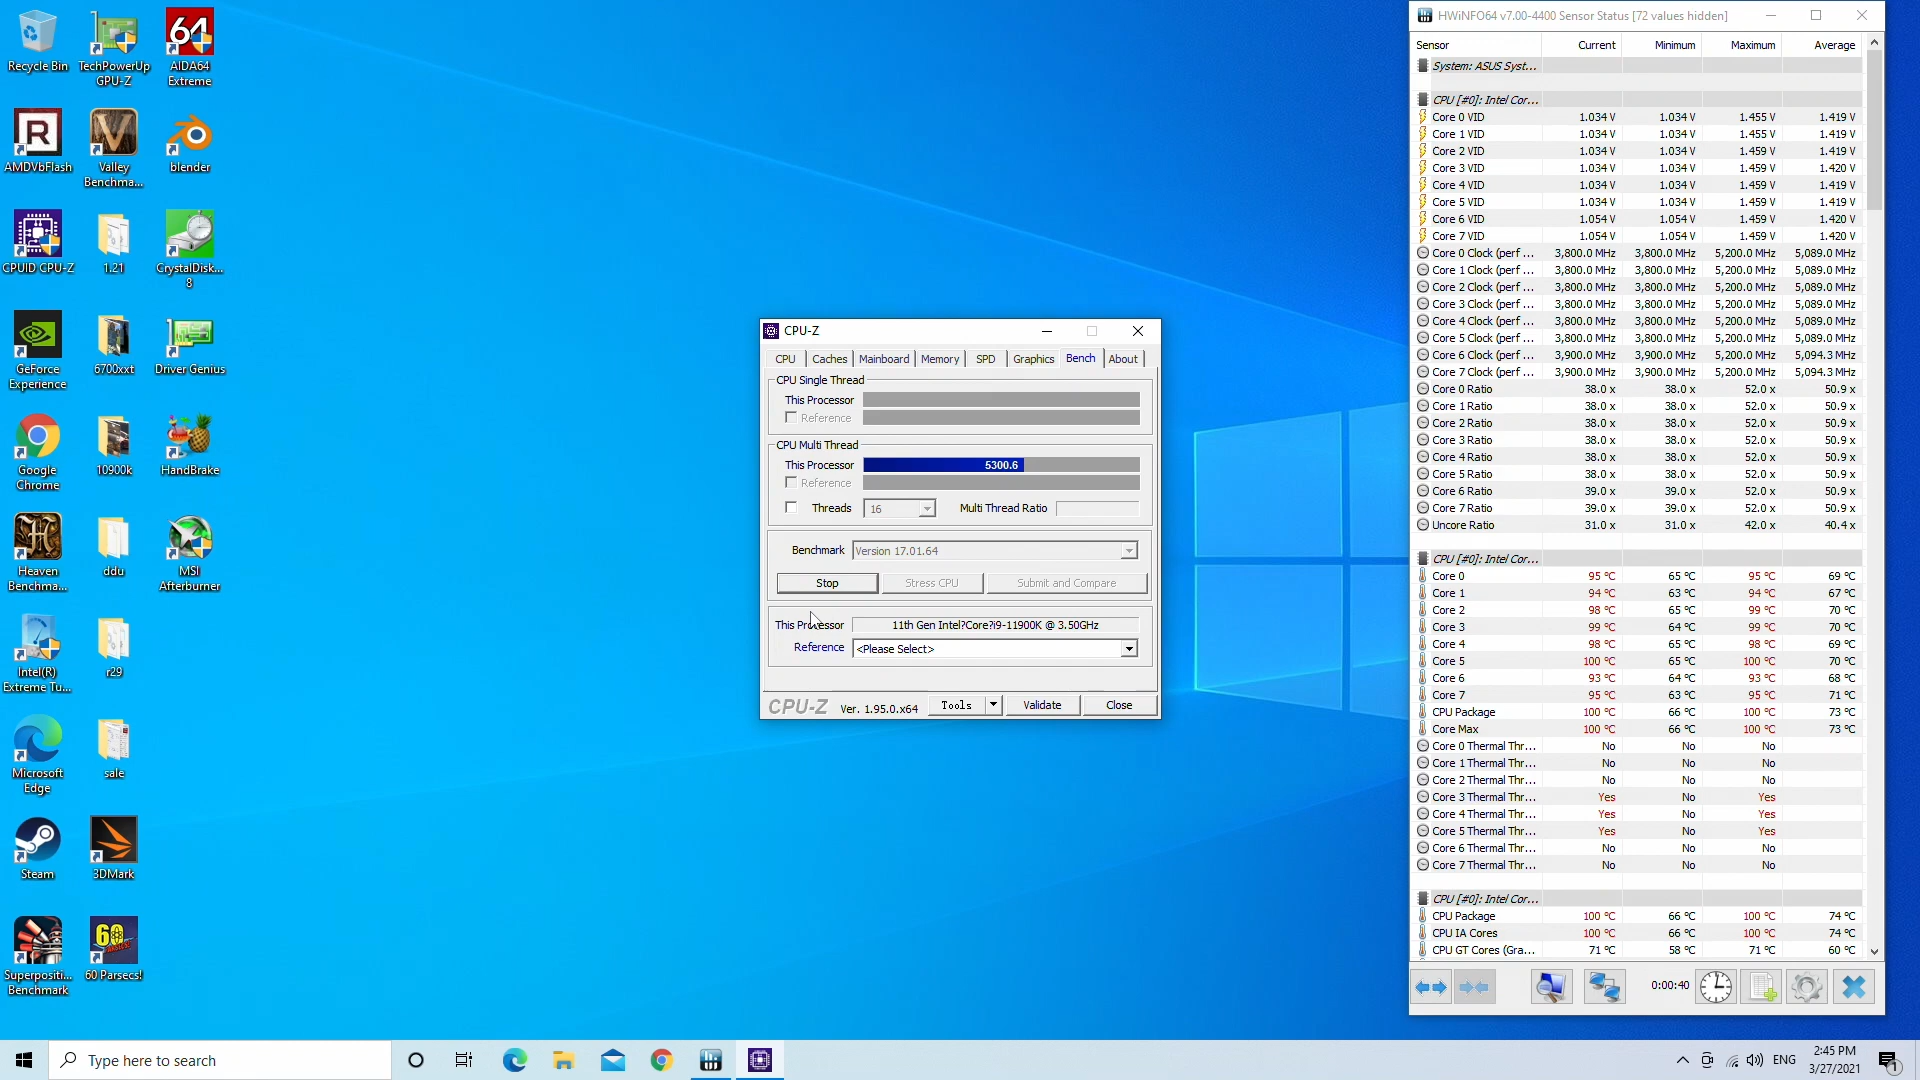 Recycle Bin
TechPowerUp GPU-Z
64
AIDA64 Extreme
AMDVbFlash
Valley Benchma...
blender
CPUID CPU-Z
1.21
CrystalDisk... 8
GeForce Experience
6700xxt
Driver Genius
Google Chrome
10900k
HandBrake
Heaven Benchma...
ddu
MSI Afterburner
Intel(R) Extreme Tu...
r29
Microsoft Edge
sale
Steam
3DMark
Superpositi... Benchmark
60 Parsecs!
CPU-Z
CPU Caches Mainboard Memory SPD Graphics Bench About
CPU Single Thread
This Processor
Reference
CPU Multi Thread
This Processor 5300.6
Reference
Threads 16 Multi Thread Ratio
Benchmark Version 17.01.64
Stop Stress CPU Submit and Compare
This Processor 11th Gen Intel?Core?i9-11900K @ 3.50GHz
Reference <Please Select>
CPU-Z Ver. 1.95.0.x64 Tools Validate Close
HWiNFO64 v7.00-4400 Sensor Status [72 values hidden]
Sensor Current Minimum Maximum Average
System: ASUS Syst...
CPU [#0]: Intel Cor...
Core 0 VID 1.034 V 1.034 V 1.455 V 1.419 V
Core 1 VID 1.034 V 1.034 V 1.455 V 1.419 V
Core 2 VID 1.034 V 1.034 V 1.459 V 1.419 V
Core 3 VID 1.034 V 1.034 V 1.459 V 1.420 V
Core 4 VID 1.034 V 1.034 V 1.459 V 1.419 V
Core 5 VID 1.034 V 1.034 V 1.459 V 1.419 V
Core 6 VID 1.054 V 1.054 V 1.459 V 1.420 V
Core 7 VID 1.054 V 1.054 V 1.459 V 1.420 V
Core 0 Clock (perf ... 3,800.0 MHz 3,800.0 MHz 5,200.0 MHz 5,089.0 MHz
Core 1 Clock (perf ... 3,800.0 MHz 3,800.0 MHz 5,200.0 MHz 5,089.0 MHz
Core 2 Clock (perf ... 3,800.0 MHz 3,800.0 MHz 5,200.0 MHz 5,089.0 MHz
Core 3 Clock (perf ... 3,800.0 MHz 3,800.0 MHz 5,200.0 MHz 5,089.0 MHz
Core 4 Clock (perf ... 3,800.0 MHz 3,800.0 MHz 5,200.0 MHz 5,089.0 MHz
Core 5 Clock (perf ... 3,800.0 MHz 3,800.0 MHz 5,200.0 MHz 5,089.0 MHz
Core 6 Clock (perf ... 3,900.0 MHz 3,900.0 MHz 5,200.0 MHz 5,094.3 MHz
Core 7 Clock (perf ... 3,900.0 MHz 3,900.0 MHz 5,200.0 MHz 5,094.3 MHz
Core 0 Ratio 38.0 x 38.0 x 52.0 x 50.9 x
Core 1 Ratio 38.0 x 38.0 x 52.0 x 50.9 x
Core 2 Ratio 38.0 x 38.0 x 52.0 x 50.9 x
Core 3 Ratio 38.0 x 38.0 x 52.0 x 50.9 x
Core 4 Ratio 38.0 x 38.0 x 52.0 x 50.9 x
Core 5 Ratio 38.0 x 38.0 x 52.0 x 50.9 x
Core 6 Ratio 39.0 x 39.0 x 52.0 x 50.9 x
Core 7 Ratio 39.0 x 39.0 x 52.0 x 50.9 x
Uncore Ratio 31.0 x 31.0 x 42.0 x 40.4 x
CPU [#0]: Intel Cor...
Core 0 95 °C 65 °C 95 °C 69 °C
Core 1 94 °C 63 °C 94 °C 67 °C
Core 2 98 °C 65 °C 99 °C 70 °C
Core 3 99 °C 64 °C 99 °C 70 °C
Core 4 98 °C 65 °C 98 °C 69 °C
Core 5 100 °C 65 °C 100 °C 70 °C
Core 6 93 °C 64 °C 93 °C 68 °C
Core 7 95 °C 63 °C 95 °C 71 °C
CPU Package 100 °C 66 °C 100 °C 73 °C
Core Max 100 °C 66 °C 100 °C 73 °C
Core 0 Thermal Thr... No No No
Core 1 Thermal Thr... No No No
Core 2 Thermal Thr... No No No
Core 3 Thermal Thr... Yes No Yes
Core 4 Thermal Thr... Yes No Yes
Core 5 Thermal Thr... Yes No Yes
Core 6 Thermal Thr... No No No
Core 7 Thermal Thr... No No No
CPU [#0]: Intel Cor...
CPU Package 100 °C 66 °C 100 °C 74 °C
CPU IA Cores 100 °C 66 °C 100 °C 74 °C
CPU GT Cores (Gra... 71 °C 58 °C 71 °C 60 °C
0:00:40
Type here to search
ENG
2:45 PM
3/27/2021
1